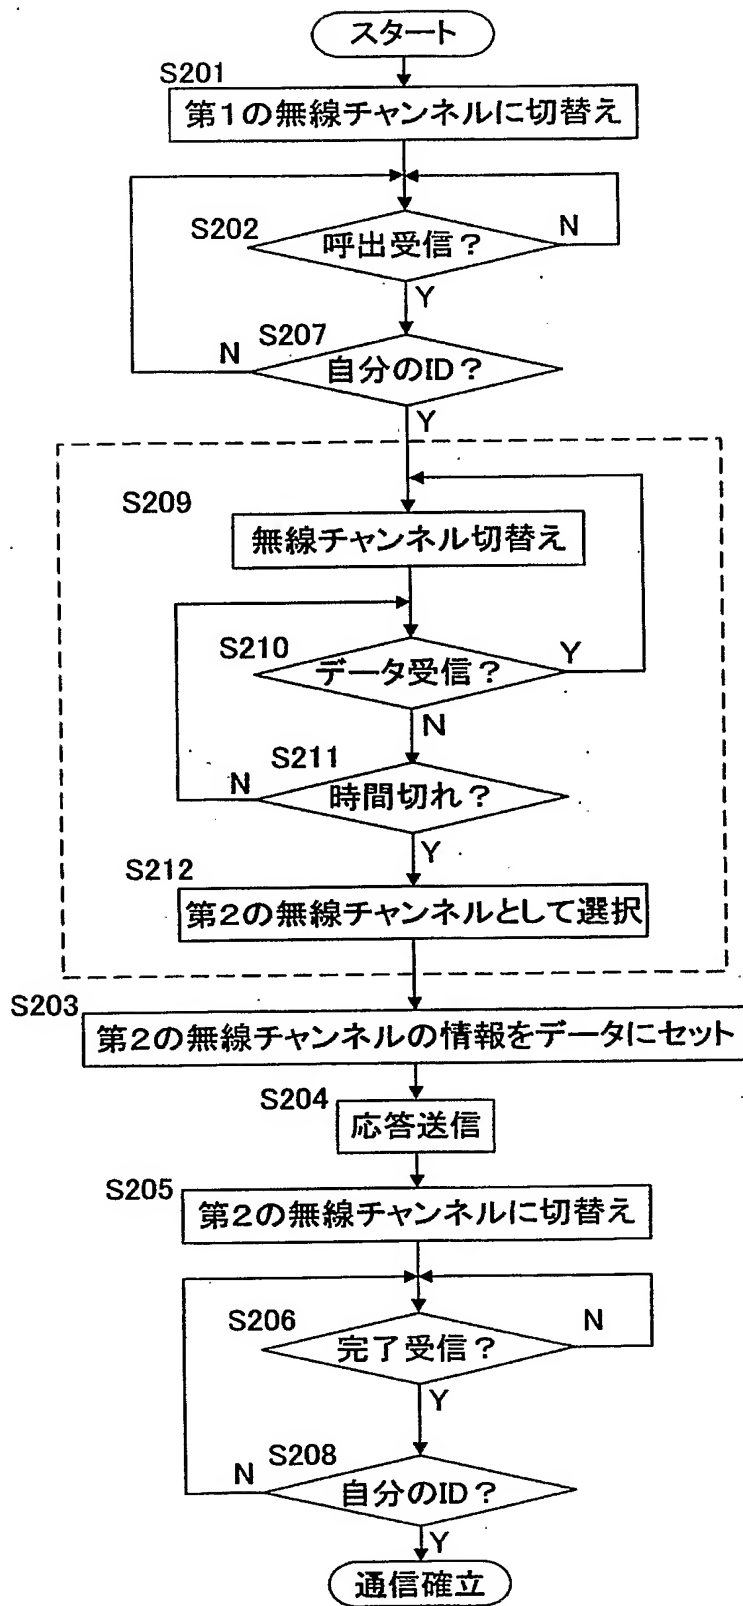 スタート
S201
第1の無線チャンネルに切替え
S202
呼出受信？
N
Y
S207
N
自分のID？
Y
S209
無線チャンネル切替え
S210
データ受信？
Y
N
S211
N
時間切れ？
Y
S212
第2の無線チャンネルとして選択
S203
第2の無線チャンネルの情報をデータにセット
S204
応答送信
S205
第2の無線チャンネルに切替え
S206
完了受信？
N
Y
S208
N
自分のID？
Y
通信確立